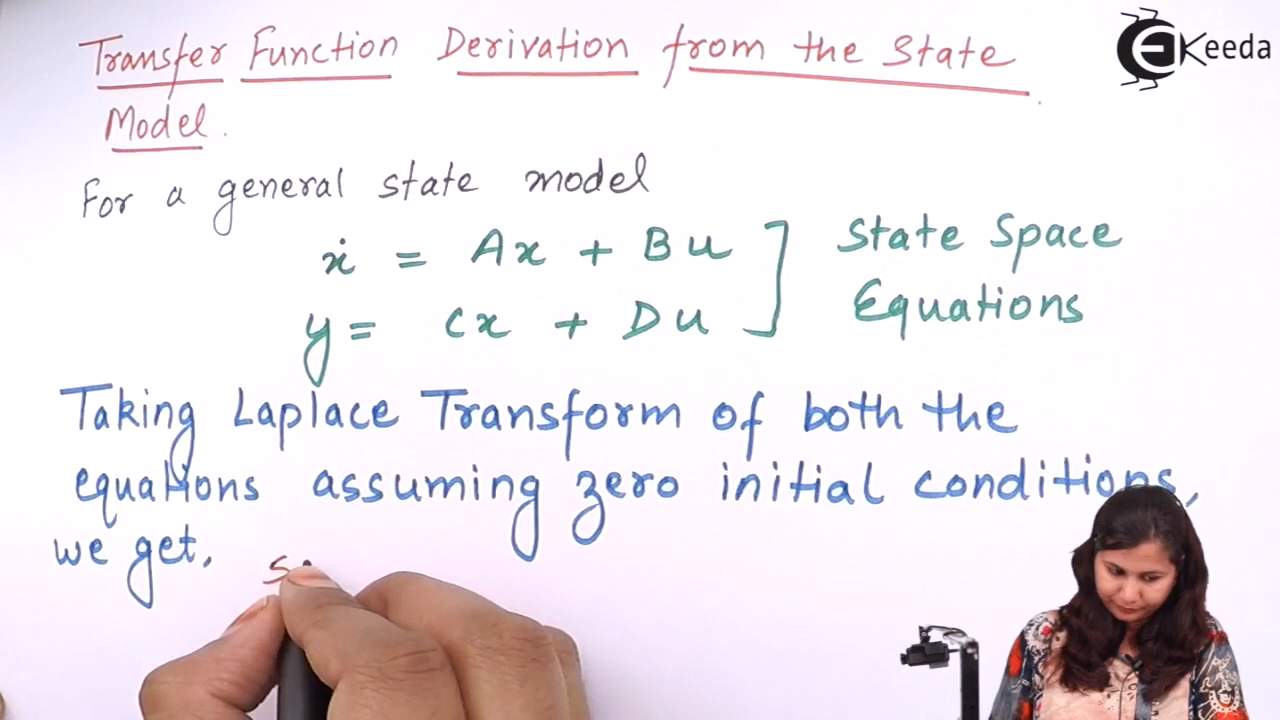 Transfer Function Derivation from the State
Model.
For a general state model
ẋ = Ax + Bu
y = Cx + Du
State Space
Equations
Taking Laplace Transform of both the
equations assuming zero initial conditions,
we get,
S
Ekeeda